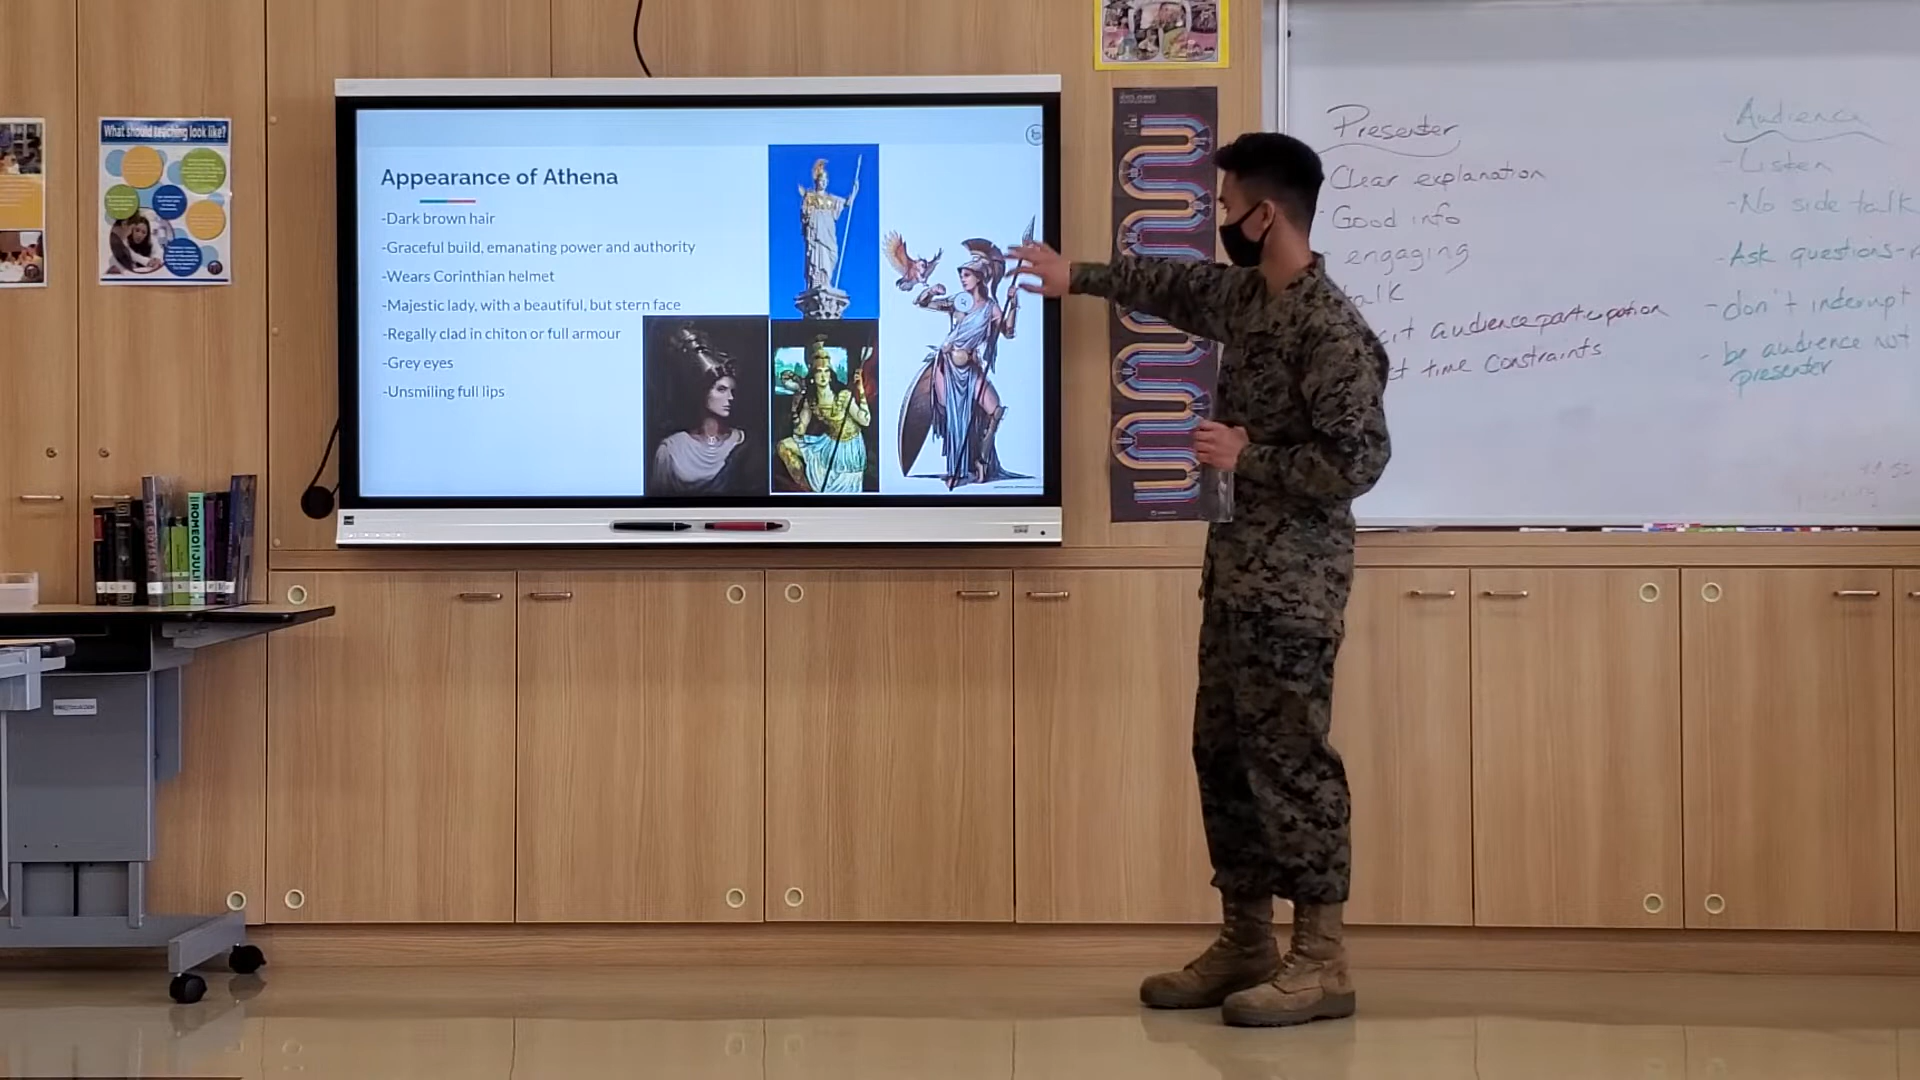 What should teaching look like?
Appearance of Athena
-Dark brown hair
-Graceful build, emanating power and authority
-Wears Corinthian helmet
-Majestic lady, with a beautiful, but stern face
-Regally clad in chiton or full armour
-Grey eyes
-Unsmiling full lips
Presenter
Clear explanation
- Good info
- engaging
talk
audience participation
time constraints
Audience
- Listen
- No side talk
- Ask questions-
- don't interrupt
- be audience not
presenter
THE ODYSSEY
ROMEO